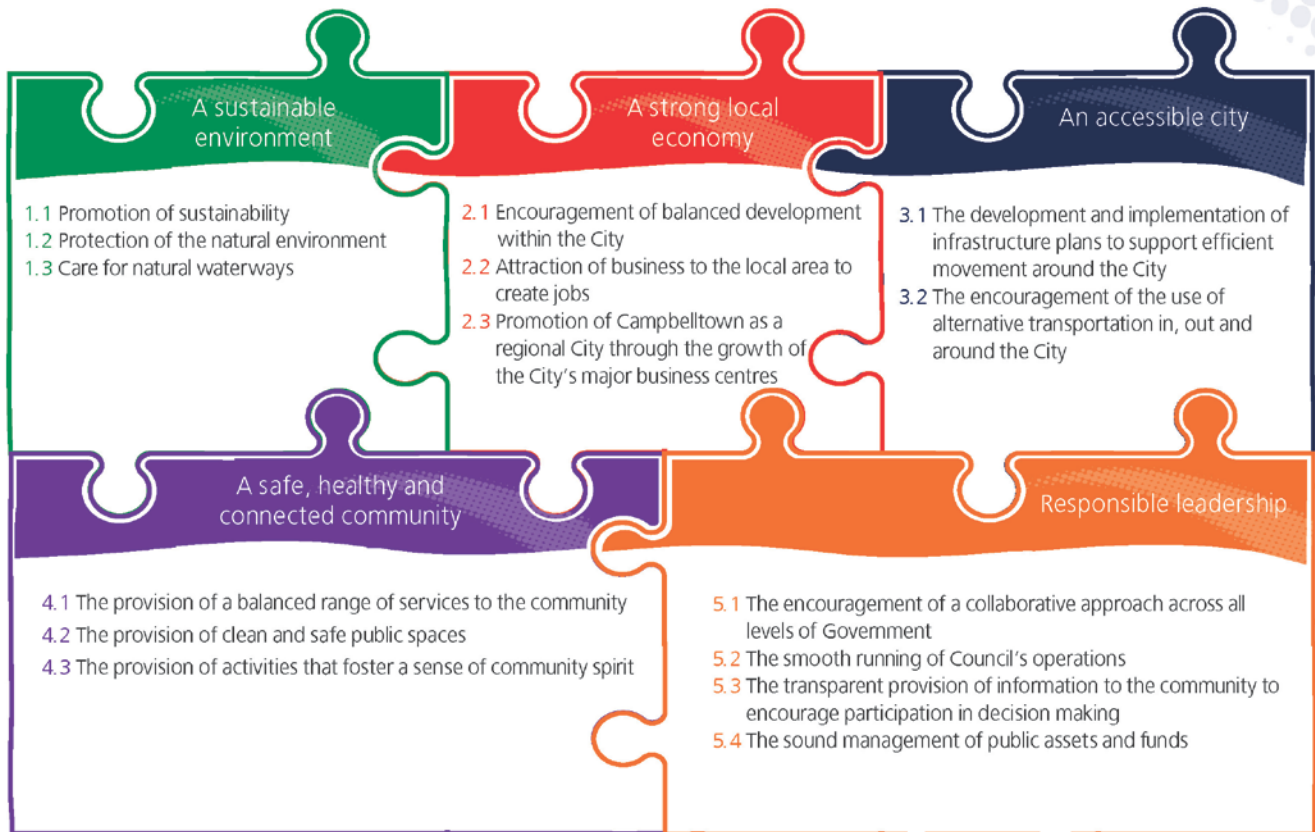 A sustainable
environment
1.1 Promotion of sustainability
1.2 Protection of the natural environment
1.3 Care for natural waterways
A strong local
economy
2.1 Encouragement of balanced development
within the City
2.2 Attraction of business to the local area to
create jobs
2.3 Promotion of Campbelltown as a
regional City through the growth of
the City's major business centres
An accessible city
3.1 The development and implementation of
infrastructure plans to support efficient
movement around the City
3.2 The encouragement of the use of
alternative transportation in, out and
around the City
A safe, healthy and
connected community
4.1 The provision of a balanced range of services to the community
4.2 The provision of clean and safe public spaces
4.3 The provision of activities that foster a sense of community spirit
Responsible leadership
5.1 The encouragement of a collaborative approach across all
levels of Government
5.2 The smooth running of Council's operations
5.3 The transparent provision of information to the community to
encourage participation in decision making
5.4 The sound management of public assets and funds